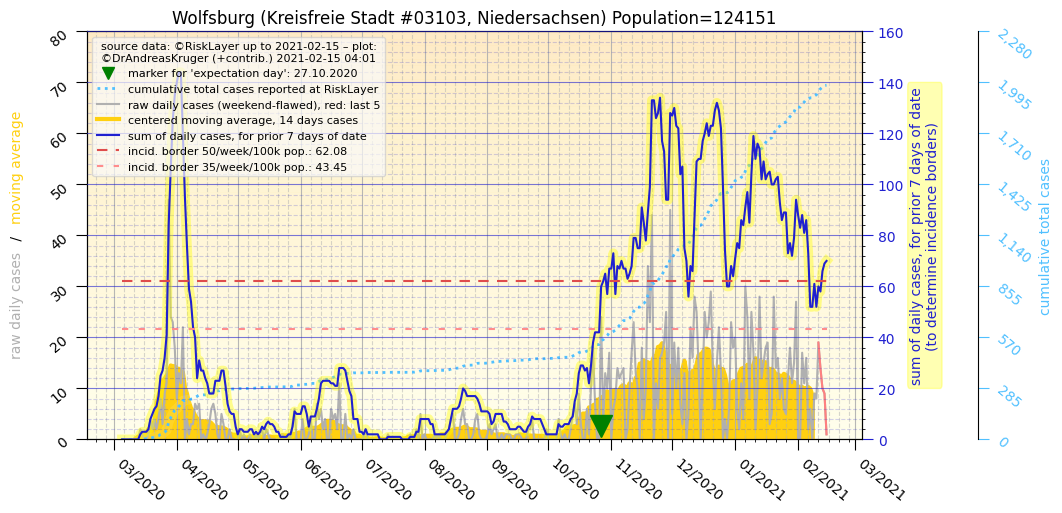 Wolfsburg (Kreisfreie Stadt #03103, Niedersachsen) Population=124151
source data: ©RiskLayer up to 2021-02-15 – plot:
©DrAndreasKruger (+contrib.) 2021-02-15 04:01
marker for 'expectation day': 27.10.2020
cumulative total cases reported at RiskLayer
raw daily cases (weekend-flawed), red: last 5
centered moving average, 14 days cases
sum of daily cases, for prior 7 days of date
incid. border 50/week/100k pop.: 62.08
incid. border 35/week/100k pop.: 43.45
raw daily cases / moving average
80
70
60
50
40
30
20
10
0
03/2020
04/2020
05/2020
06/2020
07/2020
08/2020
09/2020
10/2020
11/2020
12/2020
01/2021
02/2021
03/2021
160
140
120
100
80
60
40
20
0
sum of daily cases, for prior 7 days of date
(to determine incidence borders)
2,280
1,995
1,710
1,425
1,140
855
570
285
0
cumulative total cases